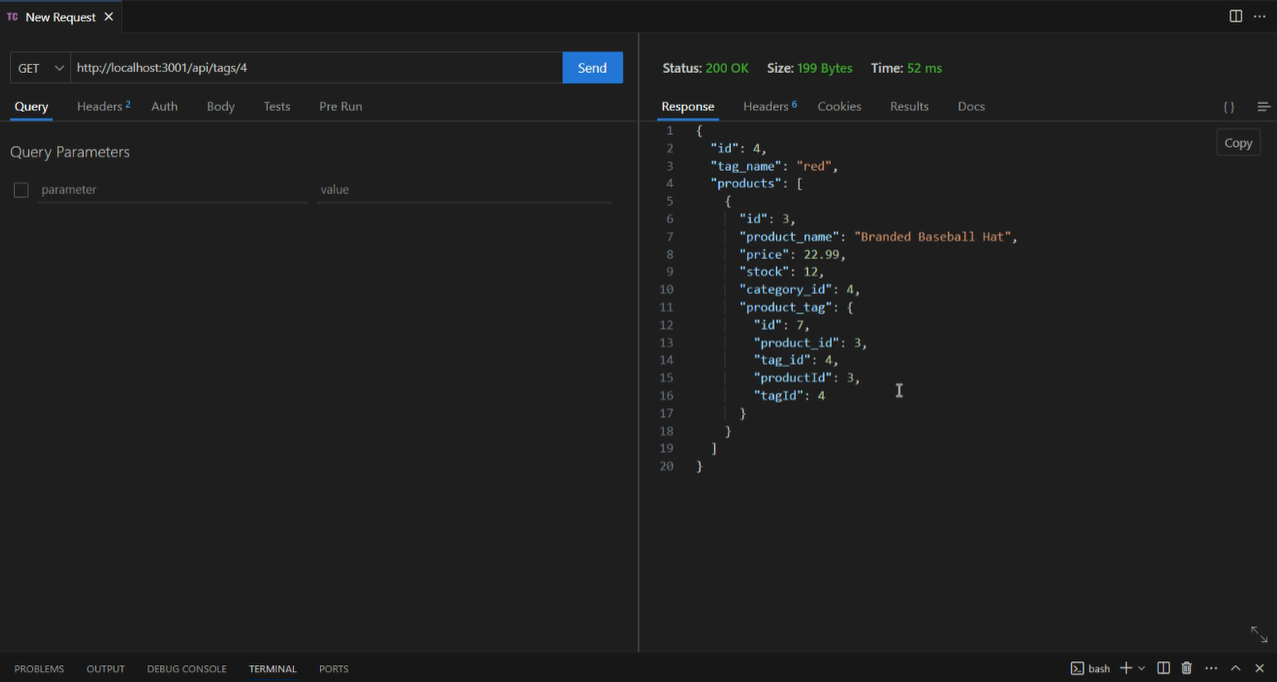 TC New Request
GET http://localhost:3001/api/tags/4 Send
Query Headers 2 Auth Body Tests Pre Run
Query Parameters
parameter value
Status: 200 OK Size: 199 Bytes Time: 52 ms
Response Headers 6 Cookies Results Docs { }
Copy
1 {
2 "id": 4,
3 "tag_name": "red",
4 "products": [
5 {
6 "id": 3,
7 "product_name": "Branded Baseball Hat",
8 "price": 22.99,
9 "stock": 12,
10 "category_id": 4,
11 "product_tag": {
12 "id": 7,
13 "product_id": 3,
14 "tag_id": 4,
15 "productId": 3,
16 "tagId": 4
17 }
18 }
19 ]
20 }
PROBLEMS OUTPUT DEBUG CONSOLE TERMINAL PORTS bash